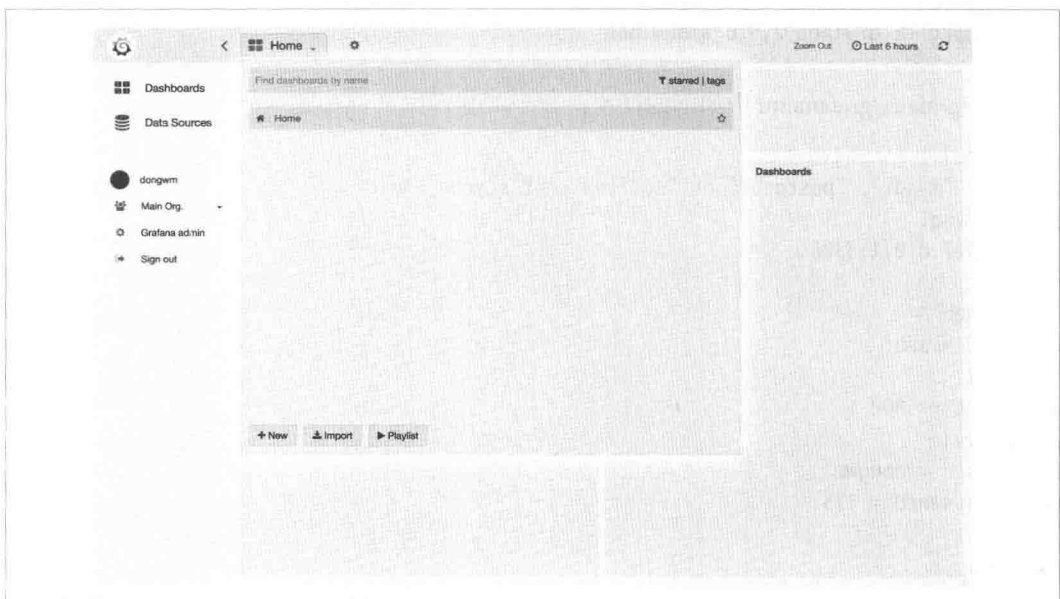 Home
Zoom Out Last 6 hours
Dashboards
Data Sources
dongwm
Main Org.
Grafana admin
Sign out
Find dashboards by name
starred | tags
Home
+ New Import Playlist
Dashboards